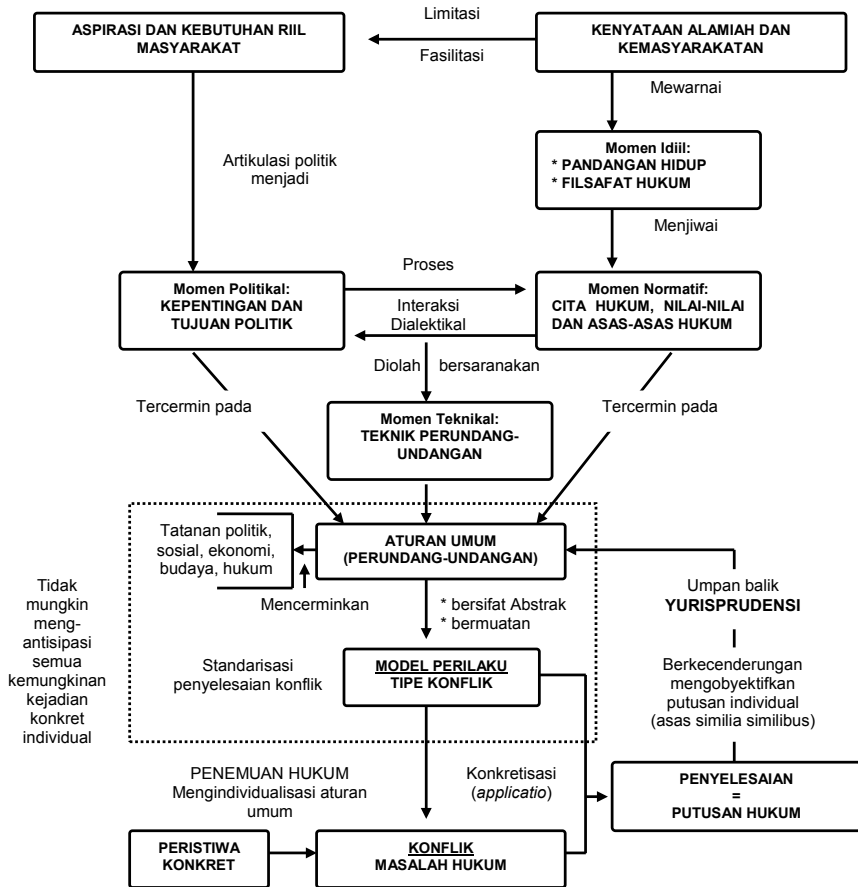 Limitasi
ASPIRASI DAN KEBUTUHAN RIIL
MASYARAKAT
KENYATAAN ALAMIAH DAN
KEMASYARAKATAN
Fasilitasi
Mewarnai
Momen Idiil:
* PANDANGAN HIDUP
* FILSAFAT HUKUM
Artikulasi politik
menjadi
Menjiwai
Proses
Momen Politikal:
KEPENTINGAN DAN
TUJUAN POLITIK
Interaksi
Dialektikal
Momen Normatif:
CITA HUKUM, NILAI-NILAI
DAN ASAS-ASAS HUKUM
Diolah bersaranakan
Tercermin pada
Tercermin pada
Momen Teknikal:
TEKNIK PERUNDANG-
UNDANGAN
Tatanan politik,
sosial, ekonomi,
budaya, hukum
ATURAN UMUM
(PERUNDANG-UNDANGAN)
Mencerminkan
* bersifat Abstrak
* bermuatan
Umpan balik
YURISPRUDENSI
Tidak
mungkin
meng-
antisipasi
semua
kemungkinan
kejadian
konkret
individual
Standarisasi
penyelesaian konflik
MODEL PERILAKU
TIPE KONFLIK
Berkecenderungan
mengobyektifkan
putusan individual
(asas similia similibus)
PENEMUAN HUKUM
Mengindividualisasi aturan
umum
Konkretisasi
(applicatio)
PENYELESAIAN
=
PUTUSAN HUKUM
PERISTIWA
KONKRET
KONFLIK
MASALAH HUKUM